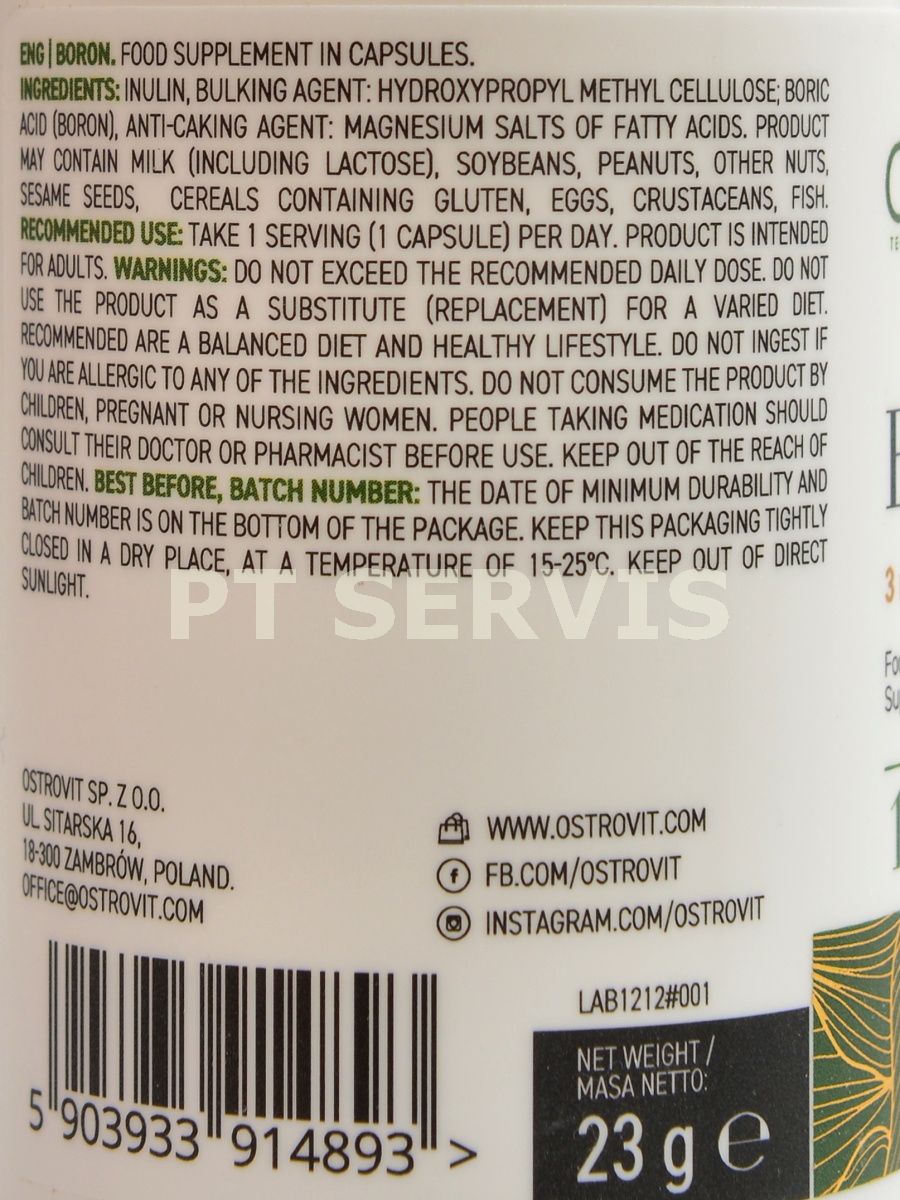 ENG | BORON. FOOD SUPPLEMENT IN CAPSULES.
INGREDIENTS: INULIN, BULKING AGENT: HYDROXYPROPYL METHYL CELLULOSE; BORIC
ACID (BORON), ANTI-CAKING AGENT: MAGNESIUM SALTS OF FATTY ACIDS. PRODUCT
MAY CONTAIN MILK (INCLUDING LACTOSE), SOYBEANS, PEANUTS, OTHER NUTS,
SESAME SEEDS, CEREALS CONTAINING GLUTEN, EGGS, CRUSTACEANS, FISH.
RECOMMENDED USE: TAKE 1 SERVING (1 CAPSULE) PER DAY. PRODUCT IS INTENDED
FOR ADULTS. WARNINGS: DO NOT EXCEED THE RECOMMENDED DAILY DOSE. DO NOT
USE THE PRODUCT AS A SUBSTITUTE (REPLACEMENT) FOR A VARIED DIET.
RECOMMENDED ARE A BALANCED DIET AND HEALTHY LIFESTYLE. DO NOT INGEST IF
YOU ARE ALLERGIC TO ANY OF THE INGREDIENTS. DO NOT CONSUME THE PRODUCT BY
CHILDREN, PREGNANT OR NURSING WOMEN. PEOPLE TAKING MEDICATION SHOULD
CONSULT THEIR DOCTOR OR PHARMACIST BEFORE USE. KEEP OUT OF THE REACH OF
CHILDREN. BEST BEFORE, BATCH NUMBER: THE DATE OF MINIMUM DURABILITY AND
BATCH NUMBER IS ON THE BOTTOM OF THE PACKAGE. KEEP THIS PACKAGING TIGHTLY
CLOSED IN A DRY PLACE, AT A TEMPERATURE OF 15-25°C. KEEP OUT OF DIRECT
SUNLIGHT.
PT SERVIS
OSTROVIT SP. Z O.O.
UL. SITARSKA 16,
18-300 ZAMBRÓW, POLAND.
OFFICE@OSTROVIT.COM
WWW.OSTROVIT.COM
FB.COM/OSTROVIT
INSTAGRAM.COM/OSTROVIT
LAB1212#001
NET WEIGHT /
MASA NETTO:
23 g ℮
5 903933 914893 >
3